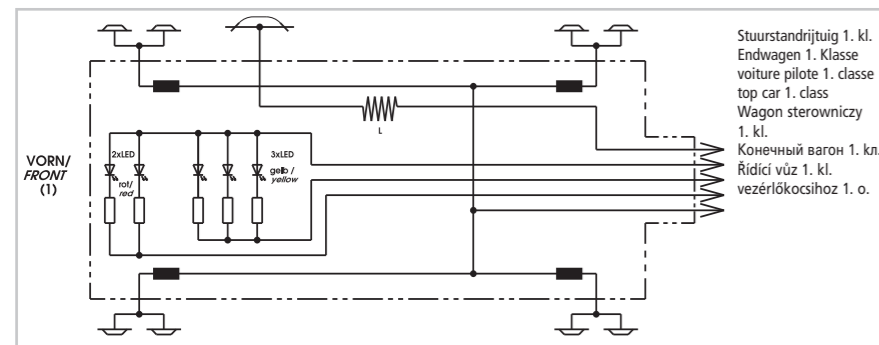 Stuurstandrijtuig 1. kl.
Endwagen 1. Klasse
voiture pilote 1. classe
top car 1. class
Wagon sterowniczy
1. kl.
Конечный вагон 1. кл.
Řídící vůz 1. kl.
vezérlőkocsihoz 1. o.
L
VORN/
FRONT
(1)
2xLED
rot/
red
3xLED
gelb /
yellow